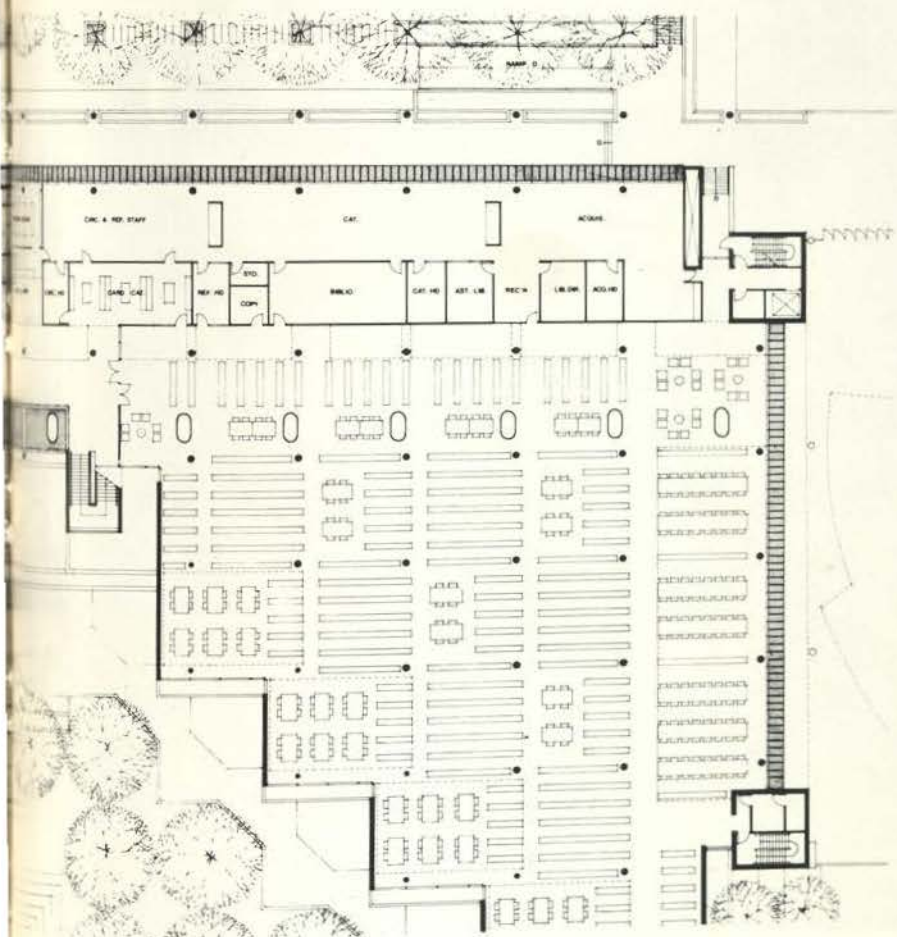 RAMP D
CIRC. & REF. STAFF
CAT.
ACQUIS.
CARD CAT.
REF. HD
STO.
COPY
BIBLIO.
CAT. HD
AST. LIB.
REC'N
LIB. DIR.
ACQ. HD